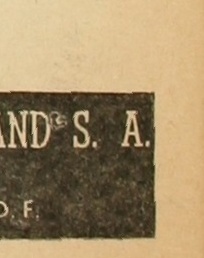 AND S. A.
D. F.